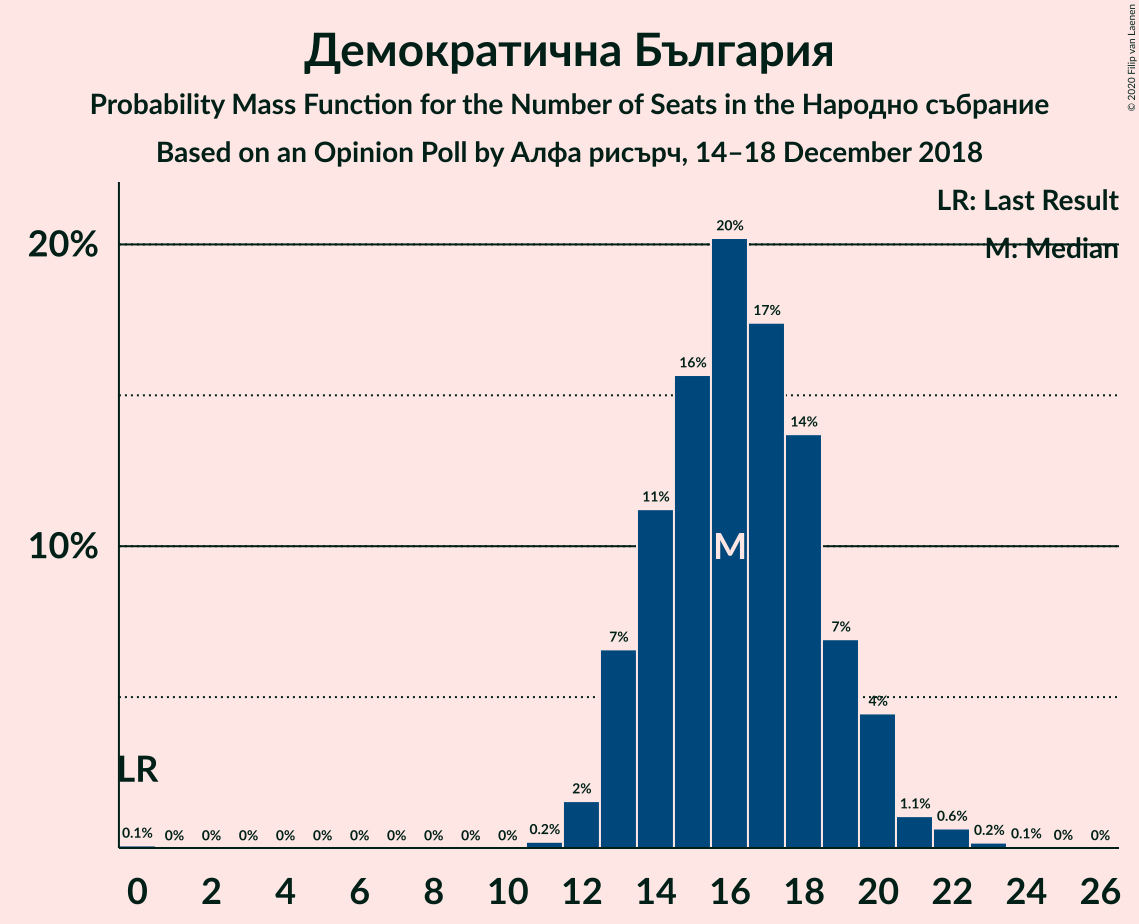 Демократична България
Probability Mass Function for the Number of Seats in the Народно събрание
Based on an Opinion Poll by Алфа рисърч, 14–18 December 2018
© 2020 Filip van Laenen
LR: Last Result
M: Median
20%
10%
20%
17%
16%
14%
11%
7%
7%
4%
2%
1.1%
0.6%
0.2%
0.2%
0.1%
0.1%
0% 0% 0% 0% 0% 0% 0% 0% 0% 0%
0% 0%
M
LR
0 2 4 6 8 10 12 14 16 18 20 22 24 26